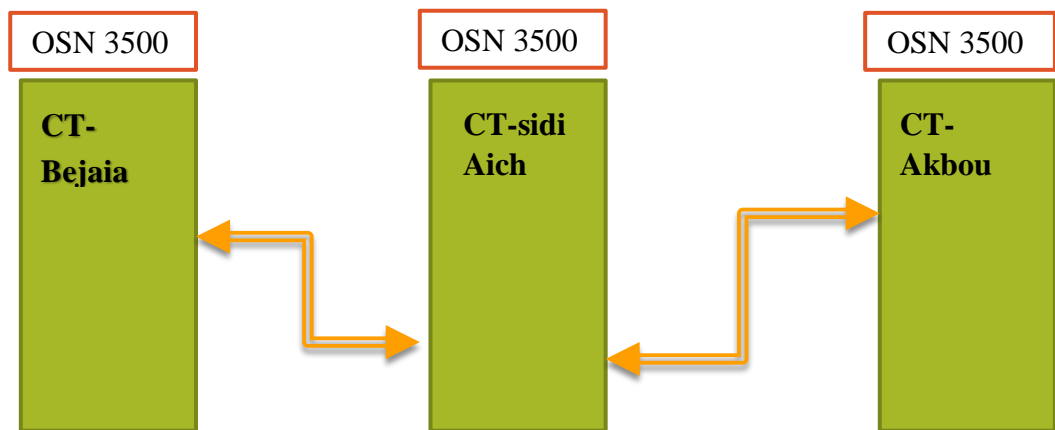 OSN 3500
OSN 3500
OSN 3500
CT-
Bejaia
CT-sidi
Aich
CT-
Akbou